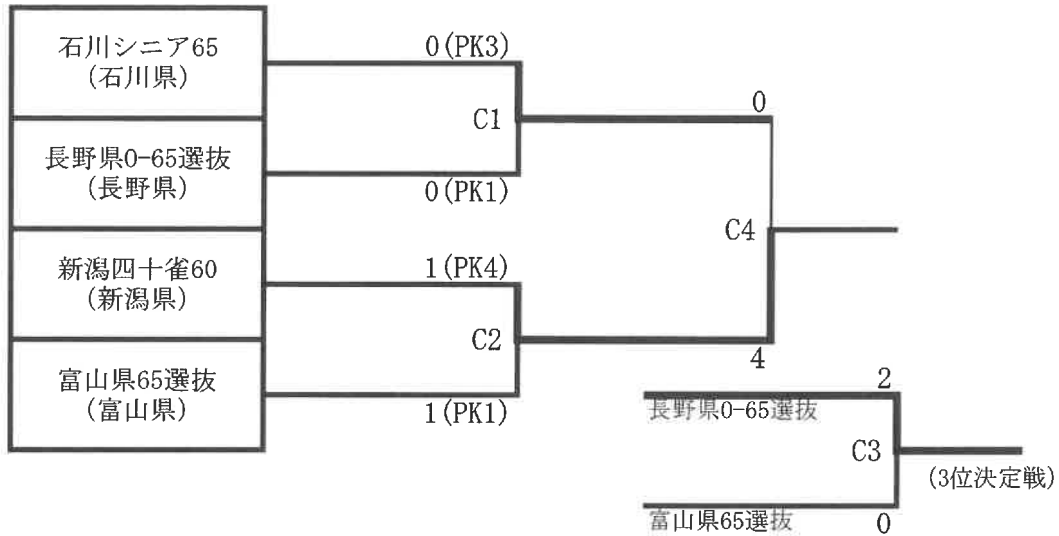 石川シニア65
(石川県)
長野県O-65選抜
(長野県)
新潟四十雀60
(新潟県)
富山県65選抜
(富山県)
0(PK3)
C1
0(PK1)
1(PK4)
C2
1(PK1)
0
C4
4
2
長野県O-65選抜
C3
(3位決定戦)
富山県65選抜
0